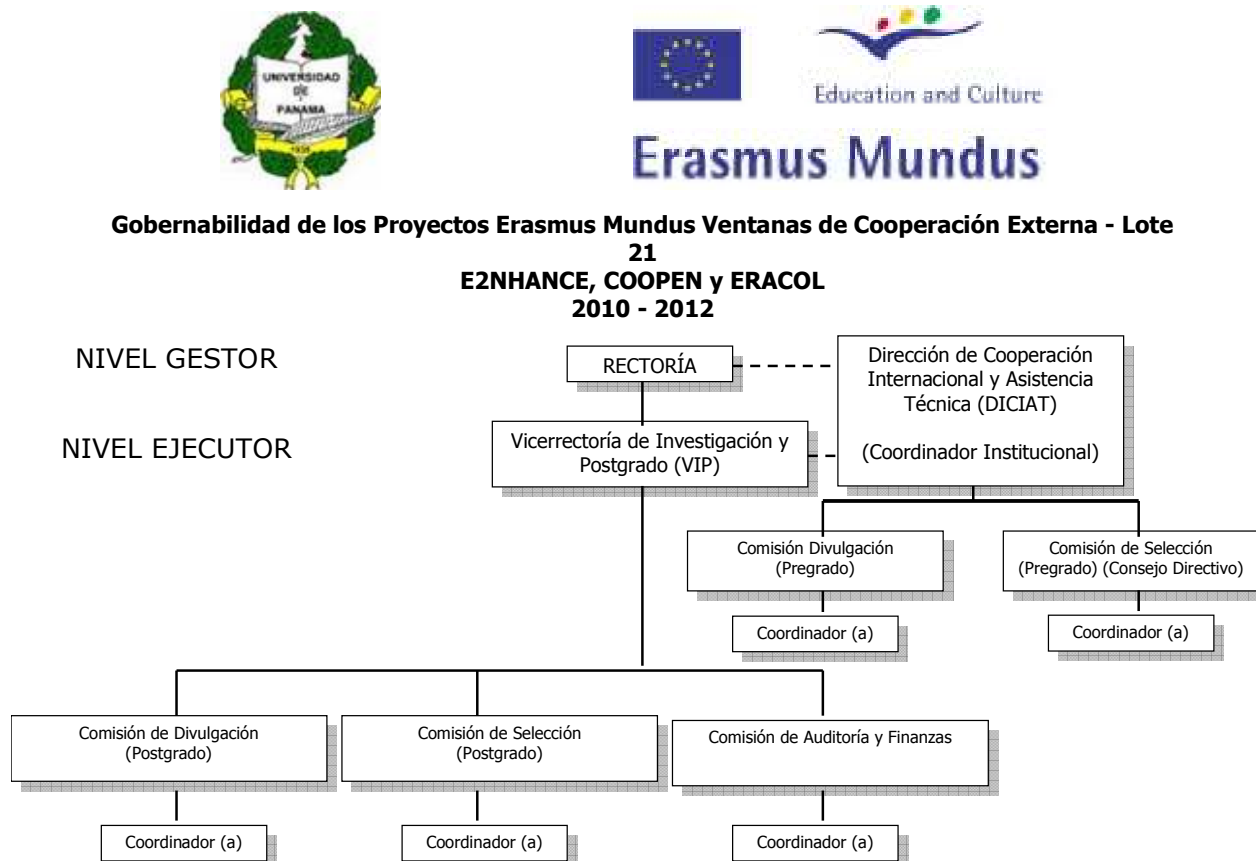 UNIVERSIDAD
DE
PANAMA
1935
Education and Culture
Erasmus Mundus
Gobernabilidad de los Proyectos Erasmus Mundus Ventanas de Cooperación Externa - Lote
21
E2NHANCE, COOPEN y ERACOL
2010 - 2012
NIVEL GESTOR
RECTORÍA
Dirección de Cooperación
Internacional y Asistencia
Técnica (DICIAT)
(Coordinador Institucional)
NIVEL EJECUTOR
Vicerrectoría de Investigación y
Postgrado (VIP)
Comisión Divulgación
(Pregrado)
Comisión de Selección
(Pregrado) (Consejo Directivo)
Coordinador (a)
Coordinador (a)
Comisión de Divulgación
(Postgrado)
Comisión de Selección
(Postgrado)
Comisión de Auditoría y Finanzas
Coordinador (a)
Coordinador (a)
Coordinador (a)